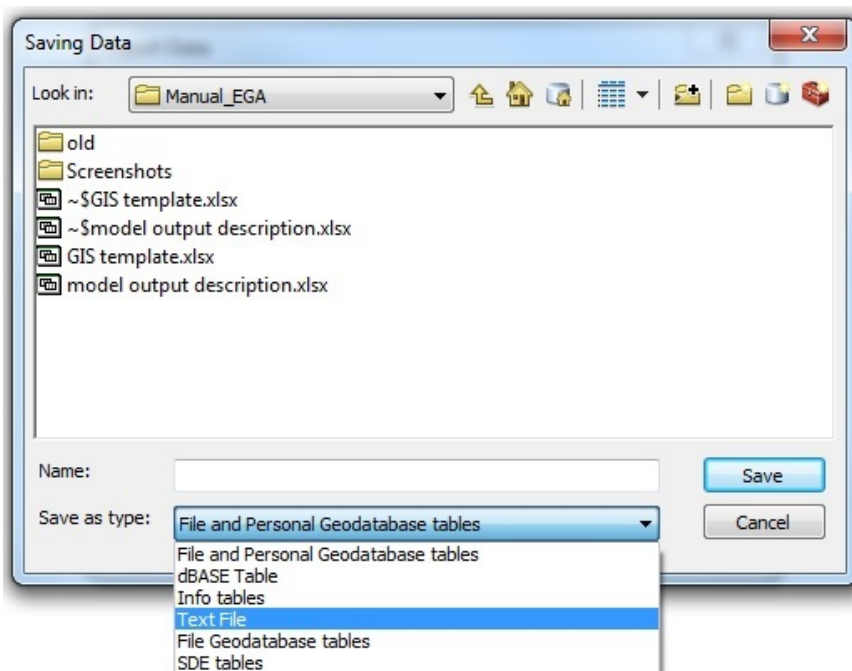 Saving Data
Look in: Manual_EGA
old
Screenshots
~$GIS template.xlsx
~$model output description.xlsx
GIS template.xlsx
model output description.xlsx
Name:
Save
Save as type: File and Personal Geodatabase tables
Cancel
File and Personal Geodatabase tables
dBASE Table
Info tables
Text File
File Geodatabase tables
SDE tables